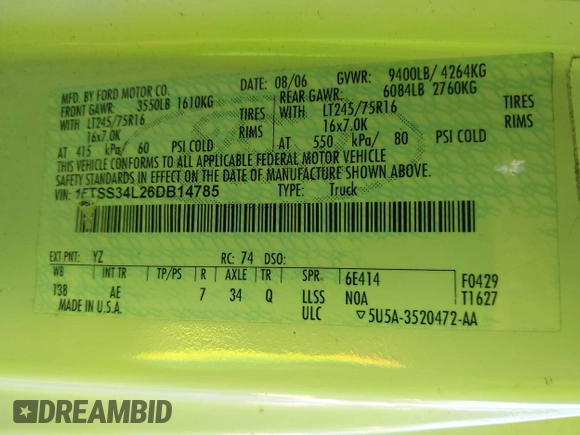 MFD. BY FORD MOTOR CO.
DATE: 08/06 GVWR: 9400LB/ 4264KG
FRONT GAWR: 3550LB 1610KG
REAR GAWR: 6084LB 2760KG
WITH LT245/75R16 TIRES
WITH LT245/75R16 TIRES
16x7.0K RIMS
16x7.0K RIMS
AT 415 kPa/ 60 PSI COLD
AT 550 kPa/ 80 PSI COLD
THIS VEHICLE CONFORMS TO ALL APPLICABLE FEDERAL MOTOR VEHICLE
SAFETY STANDARDS IN EFFECT ON THE DATE OF MANUFACTURE SHOWN ABOVE.
VIN: 1FTSS34L26DB14785 TYPE: Truck
EXT PNT: YZ RC: 74 DSO:
WB INT TR TP/PS R AXLE TR SPR 6E414 F0429
138 AE 7 34 Q LLSS NOA T1627
MADE IN U.S.A. ULC ▽5U5A-3520472-AA
DREAMBID